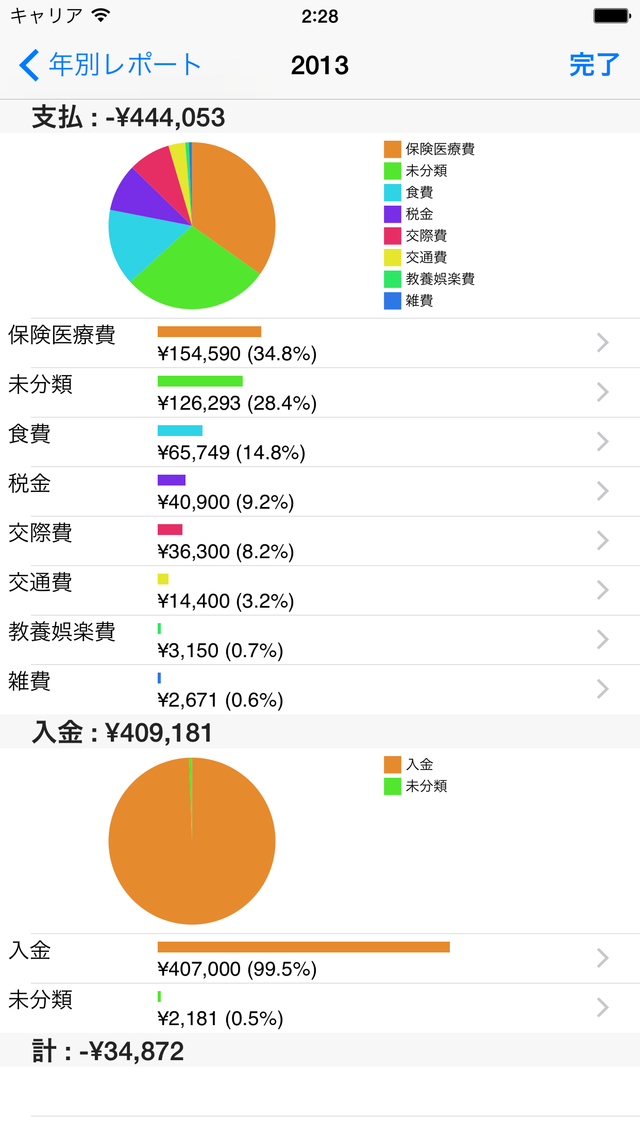 キャリア 2:28
年別レポート 2013 完了
支払 : -¥444,053
保険医療費
未分類
食費
税金
交際費
交通費
教養娯楽費
雑費
保険医療費
¥154,590 (34.8%)
未分類
¥126,293 (28.4%)
食費
¥65,749 (14.8%)
税金
¥40,900 (9.2%)
交際費
¥36,300 (8.2%)
交通費
¥14,400 (3.2%)
教養娯楽費
¥3,150 (0.7%)
雑費
¥2,671 (0.6%)
入金 : ¥409,181
入金
未分類
入金
¥407,000 (99.5%)
未分類
¥2,181 (0.5%)
計 : -¥34,872